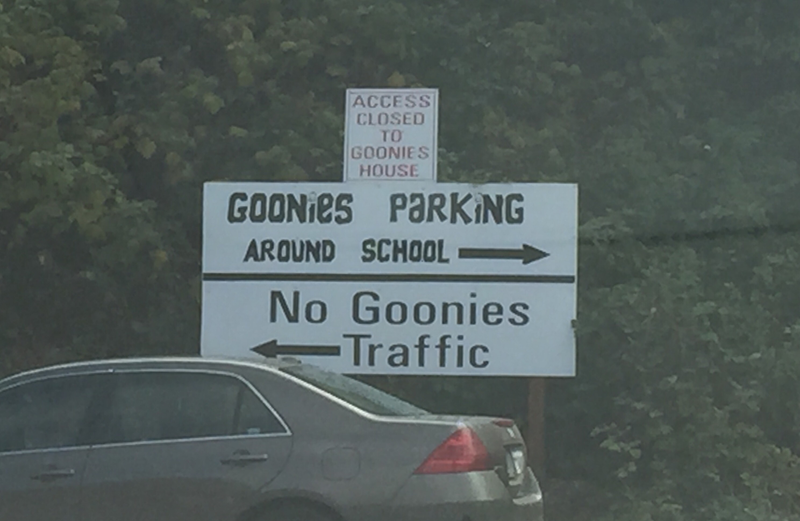 ACCESS
CLOSED
TO
GOONIES
HOUSE
GOONiES PaRKiNG
AROUND SCHOOL
No Goonies
Traffic